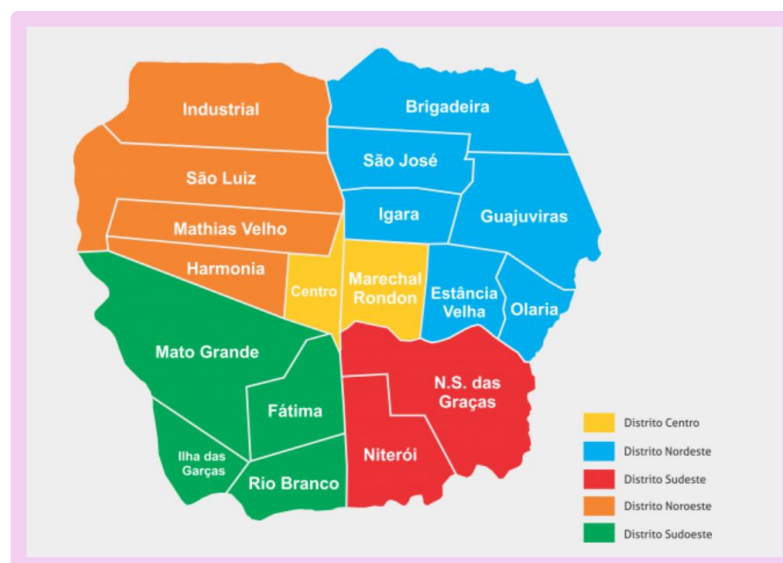 Industrial
Brigadeira
São José
São Luiz
Igara
Guajuviras
Mathias Velho
Harmonia
Centro
Marechal
Rondon
Estância
Velha
Olaria
Mato Grande
N.S. das
Graças
Fátima
Ilha das
Garças
Niterói
Rio Branco
Distrito Centro
Distrito Nordeste
Distrito Sudeste
Distrito Noroeste
Distrito Sudoeste